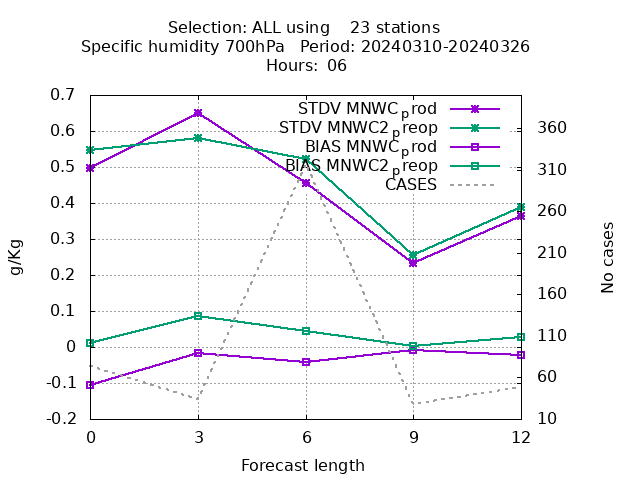 Selection: ALL using    23 stations
Specific humidity 700hPa   Period: 20240310-20240326
Hours:  06
STDV MNWC_prod
STDV MNWC2_preop
BIAS MNWC_prod
BIAS MNWC2_preop
CASES
g/Kg
0.7
0.6
0.5
0.4
0.3
0.2
0.1
0
-0.1
-0.2
No cases
360
310
260
210
160
110
60
10
0 3 6 9 12
Forecast length